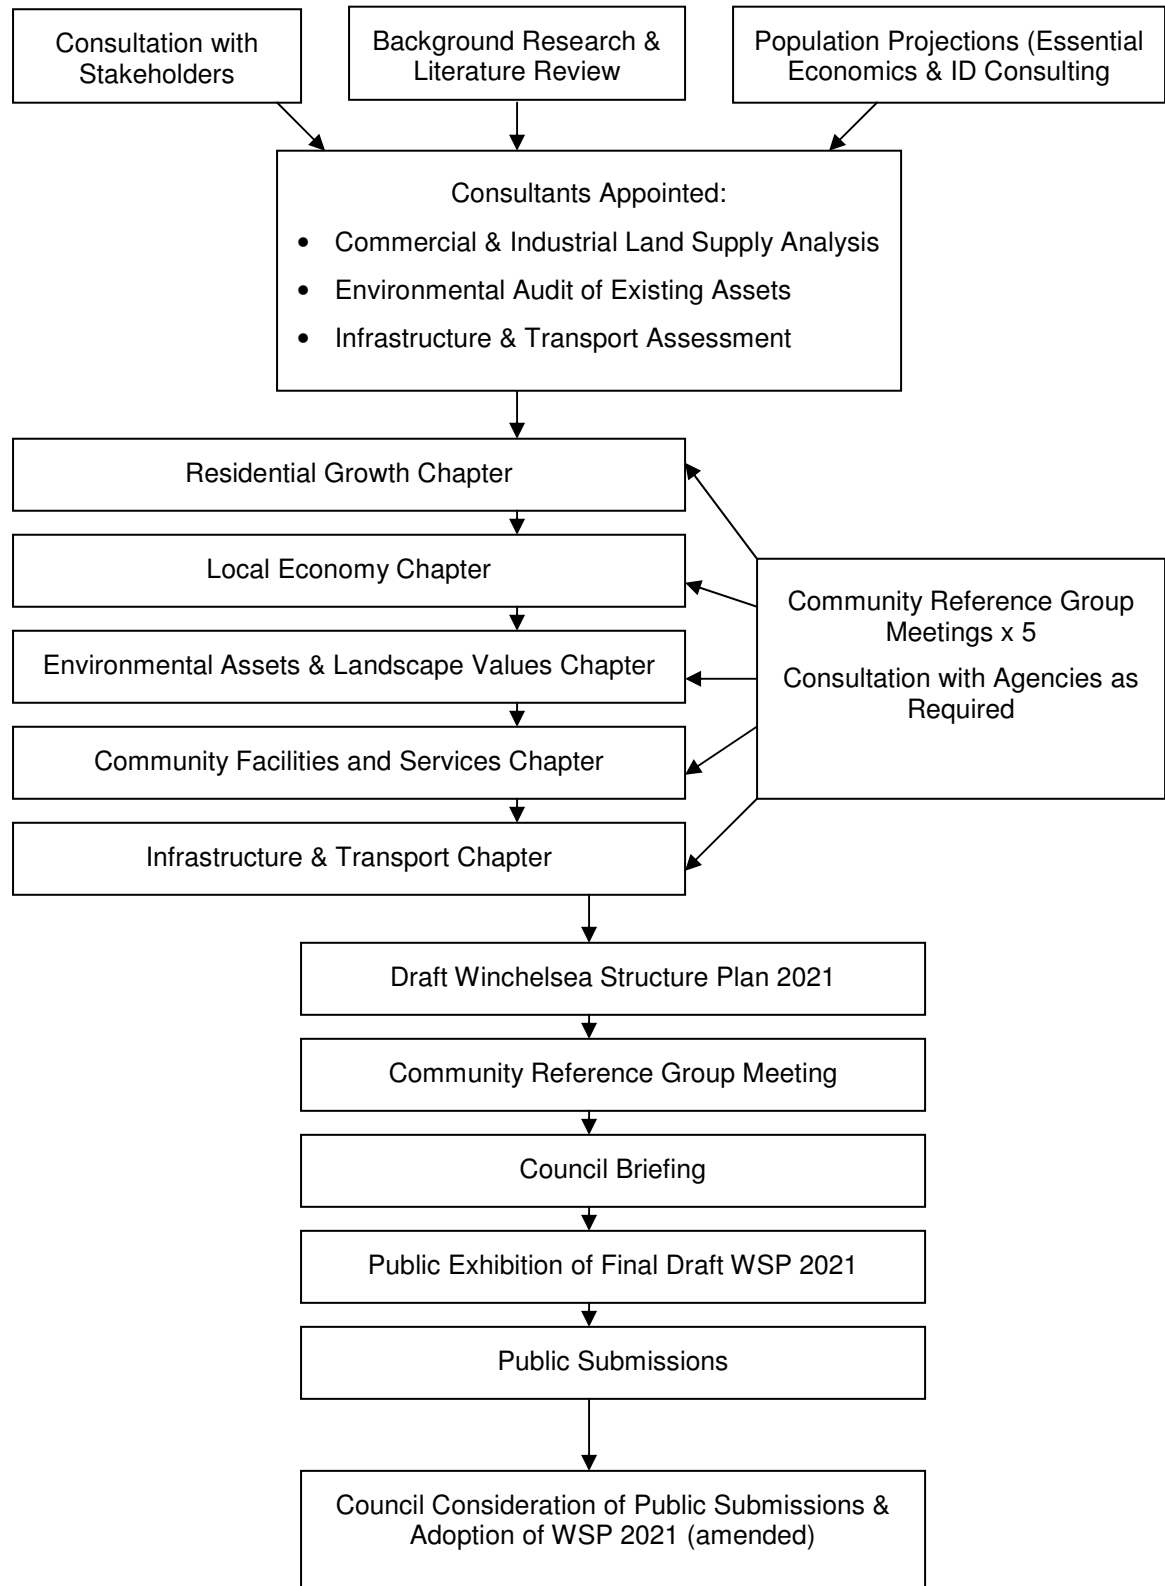 Consultation with
Stakeholders
Background Research &
Literature Review
Population Projections (Essential
Economics & ID Consulting
Consultants Appointed:
• Commercial & Industrial Land Supply Analysis
• Environmental Audit of Existing Assets
• Infrastructure & Transport Assessment
Residential Growth Chapter
Local Economy Chapter
Environmental Assets & Landscape Values Chapter
Community Facilities and Services Chapter
Infrastructure & Transport Chapter
Community Reference Group
Meetings x 5
Consultation with Agencies as
Required
Draft Winchelsea Structure Plan 2021
Community Reference Group Meeting
Council Briefing
Public Exhibition of Final Draft WSP 2021
Public Submissions
Council Consideration of Public Submissions &
Adoption of WSP 2021 (amended)